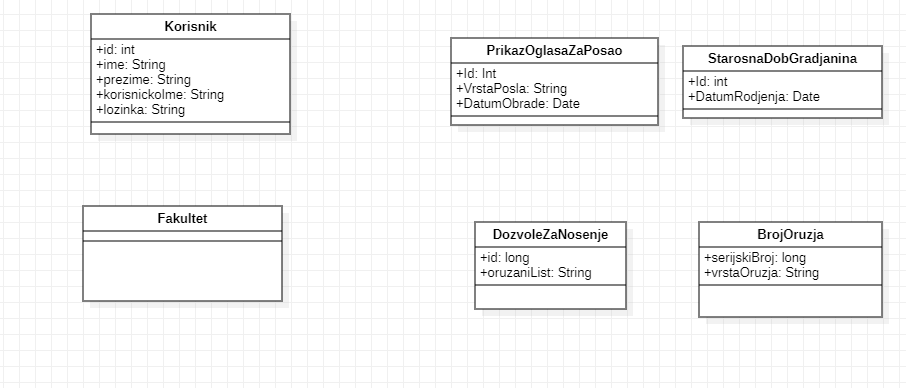 Korisnik
+id: int
+ime: String
+prezime: String
+korisnickoIme: String
+lozinka: String
PrikazOglasaZaPosao
+Id: Int
+VrstaPosla: String
+DatumObrade: Date
StarosnaDobGradjanina
+Id: int
+DatumRodjenja: Date
Fakultet
DozvoleZaNosenje
+id: long
+oruzaniList: String
BrojOruzja
+serijskiBroj: long
+vrstaOruzja: String